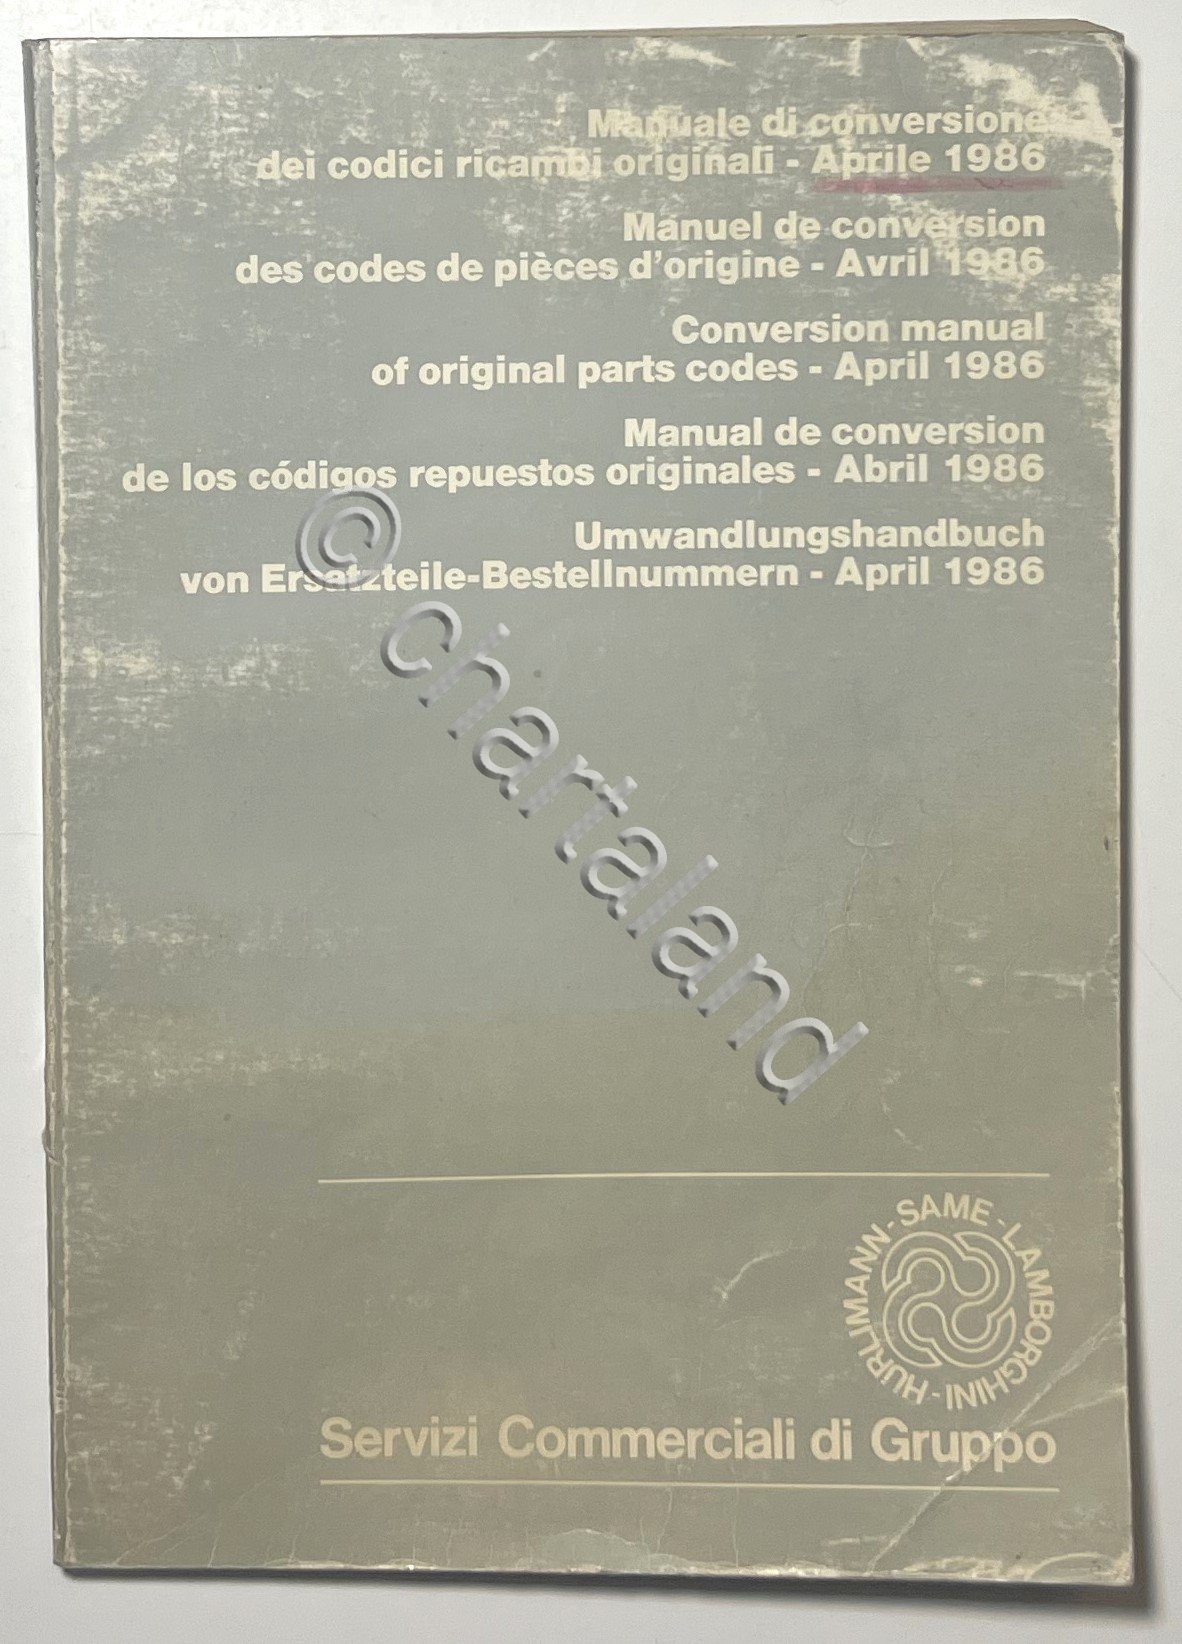 Manuale di conversione
dei codici ricambi originali - Aprile 1986
Manuel de conversion
des codes de pièces d'origine - Avril 1986
Conversion manual
of original parts codes - April 1986
Manual de conversion
de los códigos repuestos originales - Abril 1986
Umwandlungshandbuch
von Ersatzteile-Bestellnummern - April 1986
© chartaland
HÜRLIMANN - SAME - LAMBORGHINI -
Servizi Commerciali di Gruppo